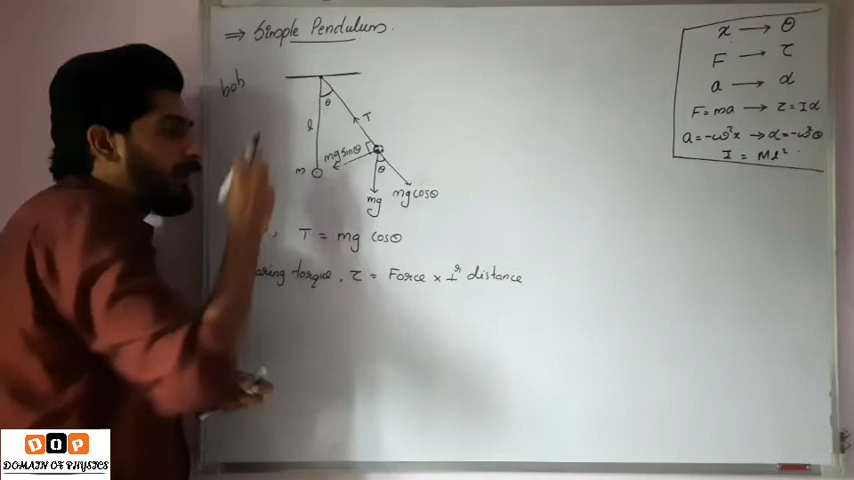 ⇒ Simple Pendulum.
bob
θ
l
T
mg sinθ
m
θ
mg
mg cosθ
, T = mg cosθ
oring torque, τ = Force × ⊥r distance
x → θ
F → τ
a → α
F = ma → τ = Iα
a = -ω²x → α = -ω²θ
I = Ml²
DOP
DOMAIN OF PHYSICS